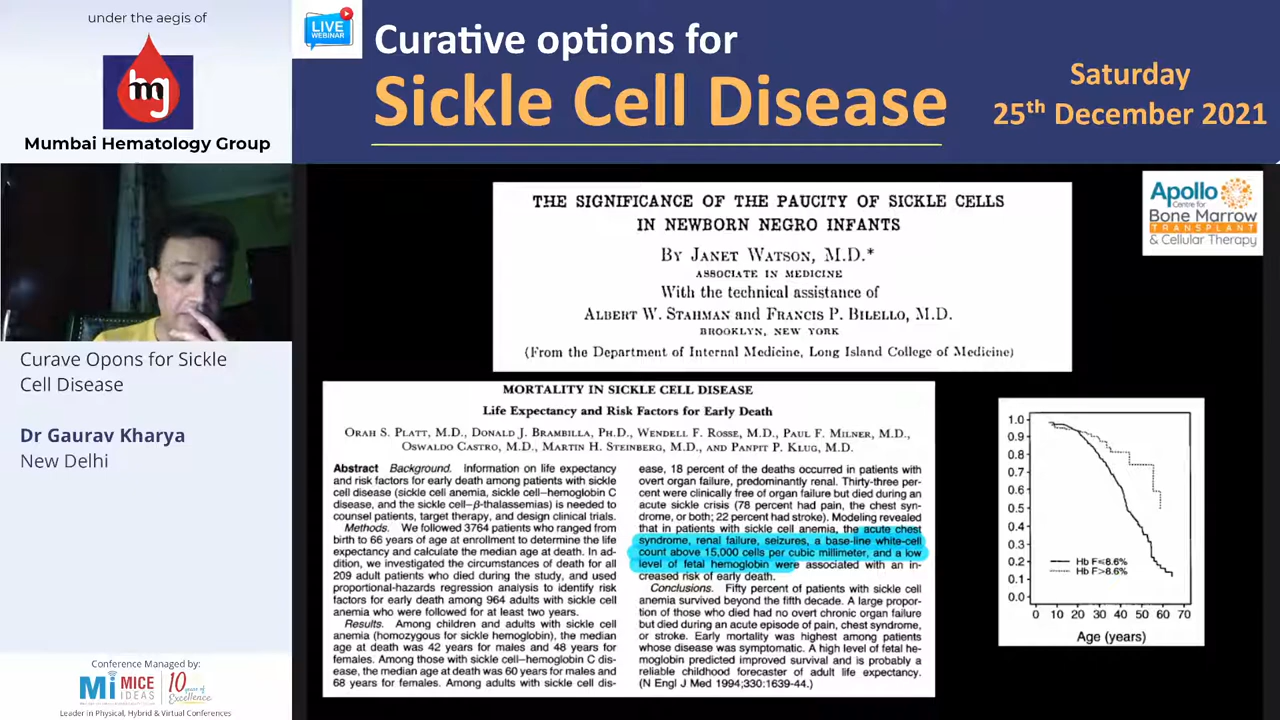 under the aegis of
mg
Mumbai Hematology Group
LIVE
WEBINAR
Curative options for
Sickle Cell Disease
Saturday
25th December 2021
Curave Opons for Sickle
Cell Disease
Dr Gaurav Kharya
New Delhi
Conference Managed by:
Mi MICE IDEAS
10 years of Excellence
Leader in Physical, Hybrid & Virtual Conferences
Apollo
Centre for
Bone Marrow
TRANSPLANT
& Cellular Therapy
THE SIGNIFICANCE OF THE PAUCITY OF SICKLE CELLS
IN NEWBORN NEGRO INFANTS
By Janet Watson, M.D.*
ASSOCIATE IN MEDICINE
With the technical assistance of
Albert W. Stahman and Francis P. Bilello, M.D.
BROOKLYN, NEW YORK
(From the Department of Internal Medicine, Long Island College of Medicine)
MORTALITY IN SICKLE CELL DISEASE
Life Expectancy and Risk Factors for Early Death
Orah S. Platt, M.D., Donald J. Brambilla, Ph.D., Wendell F. Rosse, M.D., Paul F. Milner, M.D.,
Oswaldo Castro, M.D., Martin H. Steinberg, M.D., and Panpit P. Klug, M.D.
Abstract Background. Information on life expectancy
and risk factors for early death among patients with sickle
cell disease (sickle cell anemia, sickle cell–hemoglobin C
disease, and the sickle cell–β-thalassemias) is needed to
counsel patients, target therapy, and design clinical trials.
Methods. We followed 3764 patients who ranged from
birth to 66 years of age at enrollment to determine the life
expectancy and calculate the median age at death. In ad-
dition, we investigated the circumstances of death for all
209 adult patients who died during the study, and used
proportional-hazards regression analysis to identify risk
factors for early death among 964 adults with sickle cell
anemia who were followed for at least two years.
Results. Among children and adults with sickle cell
anemia (homozygous for sickle hemoglobin), the median
age at death was 42 years for males and 48 years for
females. Among those with sickle cell–hemoglobin C dis-
ease, the median age at death was 60 years for males and
68 years for females. Among adults with sickle cell dis-
ease, 18 percent of the deaths occurred in patients with
overt organ failure, predominantly renal. Thirty-three per-
cent were clinically free of organ failure but died during an
acute sickle crisis (78 percent had pain, the chest syn-
drome, or both; 22 percent had stroke). Modeling revealed
that in patients with sickle cell anemia, the acute chest
syndrome, renal failure, seizures, a base-line white-cell
count above 15,000 cells per cubic millimeter, and a low
level of fetal hemoglobin were associated with an in-
creased risk of early death.
Conclusions. Fifty percent of patients with sickle cell
anemia survived beyond the fifth decade. A large propor-
tion of those who died had no overt chronic organ failure
but died during an acute episode of pain, chest syndrome,
or stroke. Early mortality was highest among patients
whose disease was symptomatic. A high level of fetal he-
moglobin predicted improved survival and is probably a
reliable childhood forecaster of adult life expectancy.
(N Engl J Med 1994;330:1639-44.)
1.0
0.9
0.8
0.7
0.6
0.5
0.4
0.3
0.2
0.1
0.0
Hb F≤8.6%
Hb F>8.6%
0 10 20 30 40 50 60 70
Age (years)